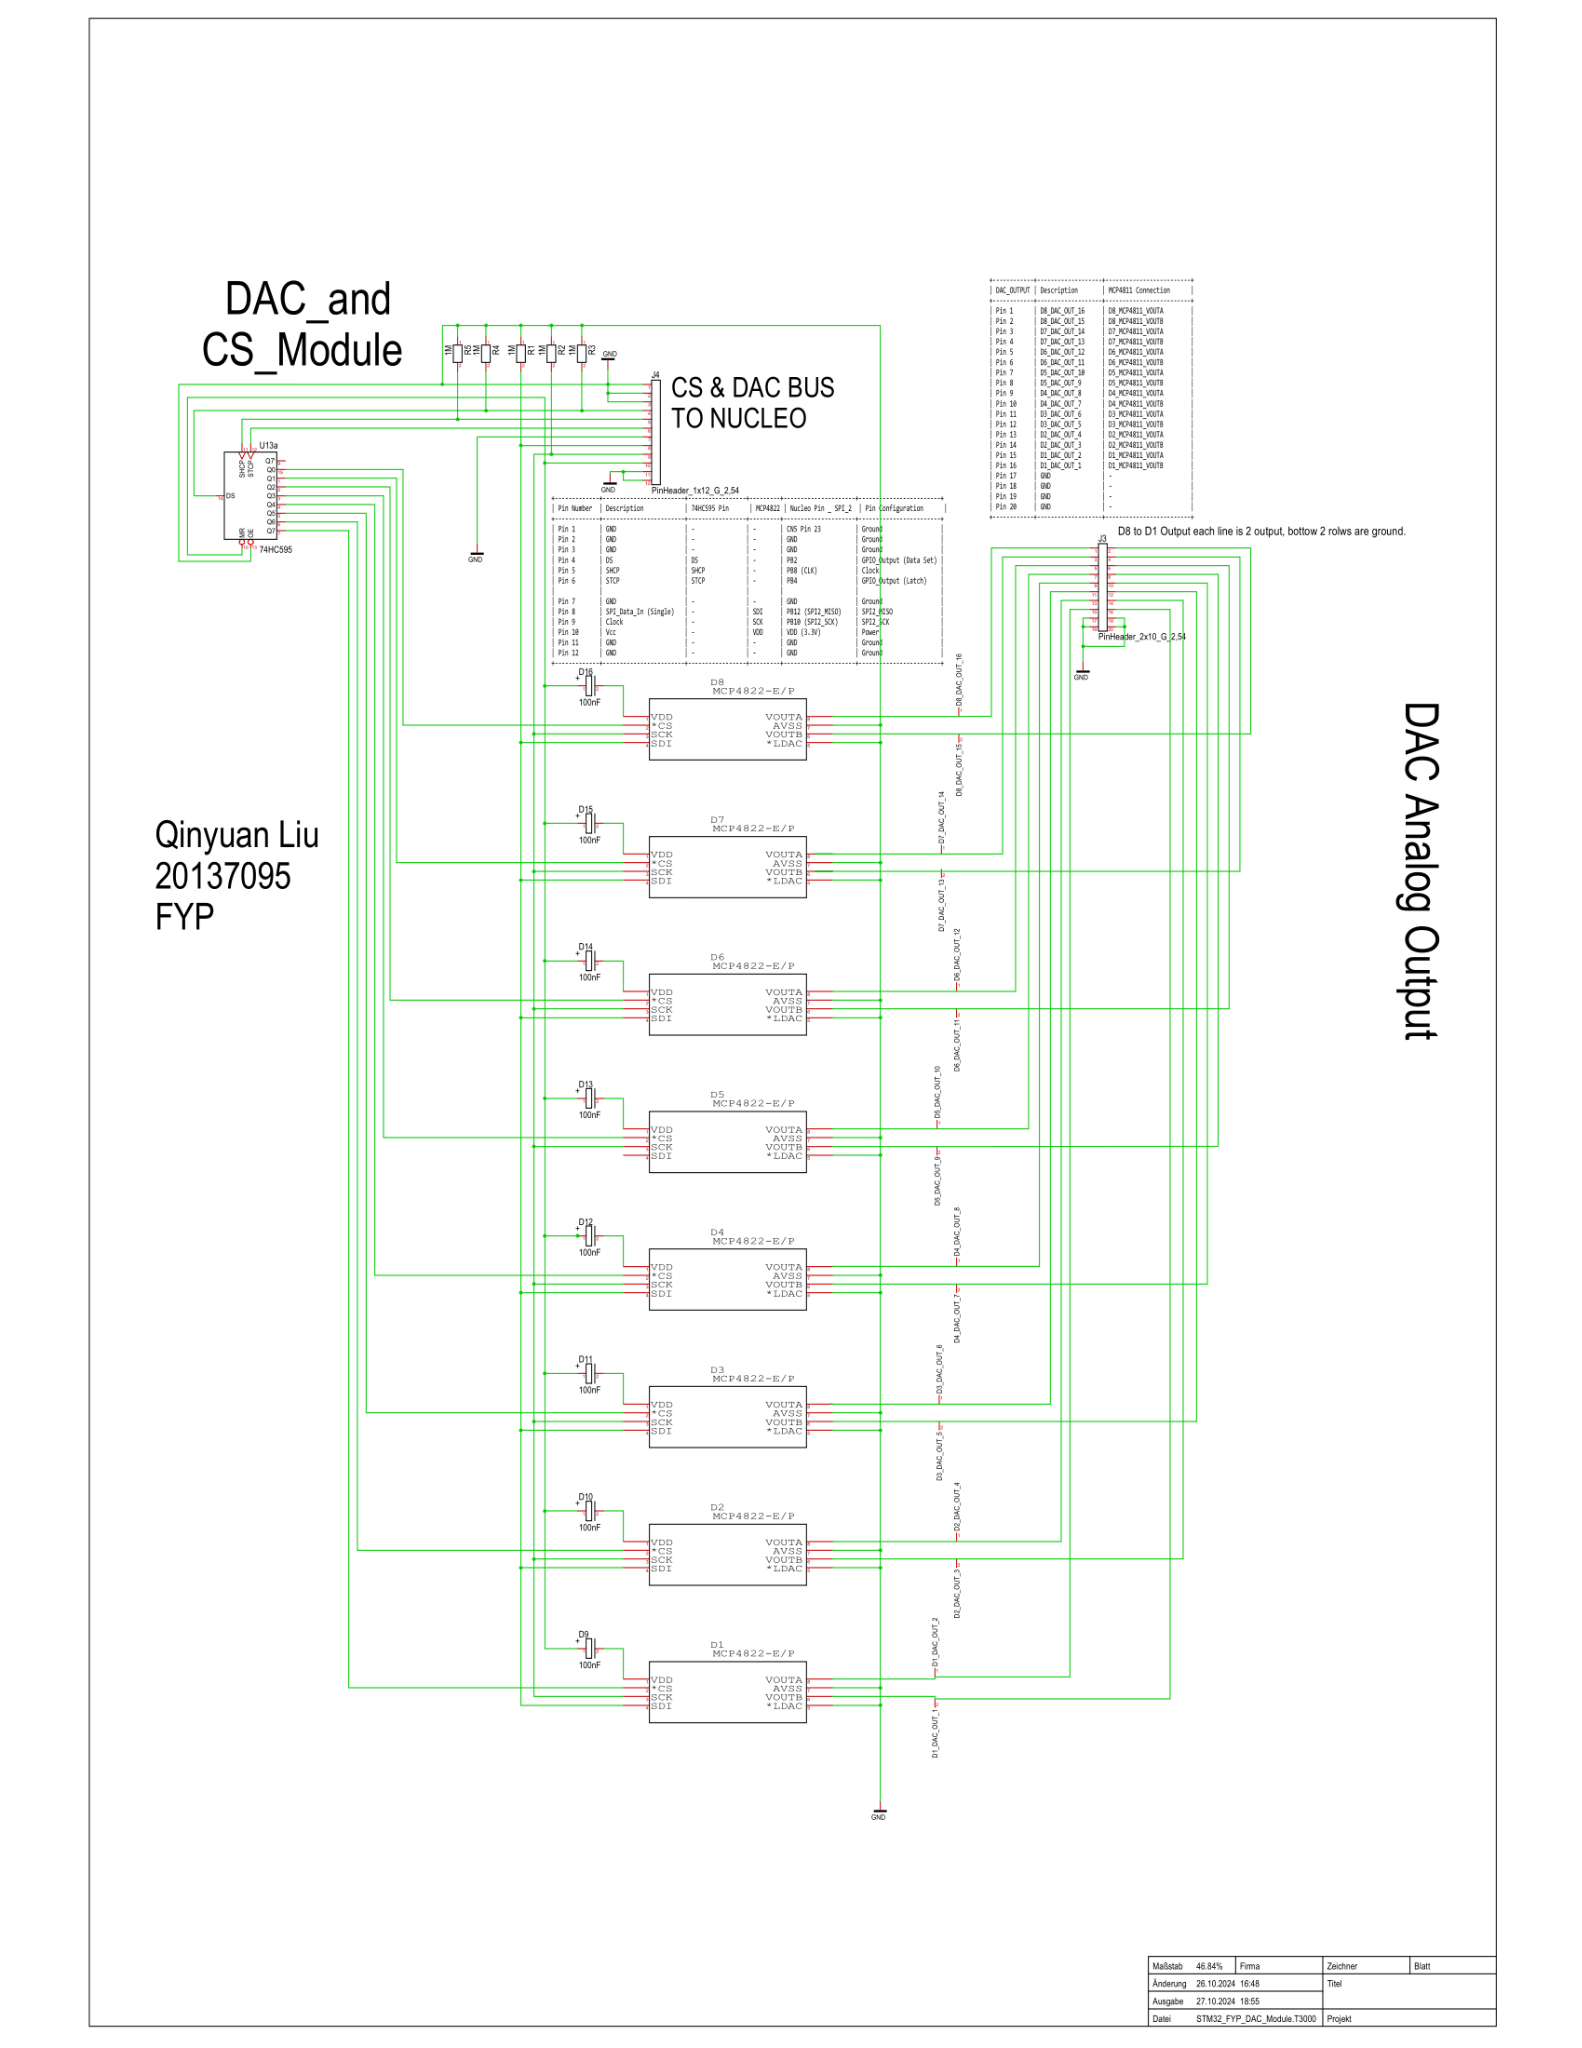 DAC_and
CS_Module
1M R5 1M R4 1M R1 1M R2 1M R3
GND
J4
CS & DAC BUS
TO NUCLEO
PinHeader_1x12_G_2,54
GND
GND
U13a
SHCP STCP
DS
MR OE
Q7'
Q0
Q1
Q2
Q3
Q4
Q5
Q6
Q7
74HC595
| DAC_OUTPUT | Description | MCP4811 Connection |
| Pin 1 | D8_DAC_OUT_16 | D8_MCP4811_VOUTA |
| Pin 2 | D8_DAC_OUT_15 | D8_MCP4811_VOUTB |
| Pin 3 | D7_DAC_OUT_14 | D7_MCP4811_VOUTA |
| Pin 4 | D7_DAC_OUT_13 | D7_MCP4811_VOUTB |
| Pin 5 | D6_DAC_OUT_12 | D6_MCP4811_VOUTA |
| Pin 6 | D6_DAC_OUT_11 | D6_MCP4811_VOUTB |
| Pin 7 | D5_DAC_OUT_10 | D5_MCP4811_VOUTA |
| Pin 8 | D5_DAC_OUT_9 | D5_MCP4811_VOUTB |
| Pin 9 | D4_DAC_OUT_8 | D4_MCP4811_VOUTA |
| Pin 10 | D4_DAC_OUT_7 | D4_MCP4811_VOUTB |
| Pin 11 | D3_DAC_OUT_6 | D3_MCP4811_VOUTA |
| Pin 12 | D3_DAC_OUT_5 | D3_MCP4811_VOUTB |
| Pin 13 | D2_DAC_OUT_4 | D2_MCP4811_VOUTA |
| Pin 14 | D2_DAC_OUT_3 | D2_MCP4811_VOUTB |
| Pin 15 | D1_DAC_OUT_2 | D1_MCP4811_VOUTA |
| Pin 16 | D1_DAC_OUT_1 | D1_MCP4811_VOUTB |
| Pin 17 | GND | - |
| Pin 18 | GND | - |
| Pin 19 | GND | - |
| Pin 20 | GND | - |
| Pin Number | Description | 74HC595 Pin | MCP4822 | Nucleo Pin _ SPI_2 | Pin Configuration |
| Pin 1 | GND | - | - | CN5 Pin 23 | Ground |
| Pin 2 | GND | - | - | GND | Ground |
| Pin 3 | GND | - | - | GND | Ground |
| Pin 4 | DS | DS | - | PB2 | GPIO_Output (Data Set) |
| Pin 5 | SHCP | SHCP | - | PB8 (CLK) | Clock |
| Pin 6 | STCP | STCP | - | PB4 | GPIO_Output (Latch) |
| Pin 7 | GND | - | - | GND | Ground |
| Pin 8 | SPI_Data_In (Single) | - | SDI | PB12 (SPI2_MISO) | SPI2_MISO |
| Pin 9 | Clock | - | SCK | PB10 (SPI2_SCK) | SPI2_SCK |
| Pin 10 | Vcc | - | VDD | VDD (3.3V) | Power |
| Pin 11 | GND | - | - | GND | Ground |
| Pin 12 | GND | - | - | GND | Ground |
D8 to D1 Output each line is 2 output, bottow 2 rolws are ground.
J3
PinHeader_2x10_G_2,54
GND
DAC Analog Output
Qinyuan Liu
20137095
FYP
D16
100nF
D8
MCP4822-E/P
VDD VOUTA
*CS AVSS
SCK VOUTB
SDI *LDAC
D8_DAC_OUT_16
D8_DAC_OUT_15
D15
100nF
D7
MCP4822-E/P
VDD VOUTA
*CS AVSS
SCK VOUTB
SDI *LDAC
D7_DAC_OUT_14
D7_DAC_OUT_13
D14
100nF
D6
MCP4822-E/P
VDD VOUTA
*CS AVSS
SCK VOUTB
SDI *LDAC
D6_DAC_OUT_12
D6_DAC_OUT_11
D13
100nF
D5
MCP4822-E/P
VDD VOUTA
*CS AVSS
SCK VOUTB
SDI *LDAC
D5_DAC_OUT_10
D5_DAC_OUT_9
D12
100nF
D4
MCP4822-E/P
VDD VOUTA
*CS AVSS
SCK VOUTB
SDI *LDAC
D4_DAC_OUT_8
D4_DAC_OUT_7
D11
100nF
D3
MCP4822-E/P
VDD VOUTA
*CS AVSS
SCK VOUTB
SDI *LDAC
D3_DAC_OUT_6
D3_DAC_OUT_5
D10
100nF
D2
MCP4822-E/P
VDD VOUTA
*CS AVSS
SCK VOUTB
SDI *LDAC
D2_DAC_OUT_4
D2_DAC_OUT_3
D9
100nF
D1
MCP4822-E/P
VDD VOUTA
*CS AVSS
SCK VOUTB
SDI *LDAC
D1_DAC_OUT_2
D1_DAC_OUT_1
GND
Maßstab 46.84% Firma Zeichner Blatt
Änderung 26.10.2024 16:48 Titel
Ausgabe 27.10.2024 18:55
Datei STM32_FYP_DAC_Module.T3000 Projekt